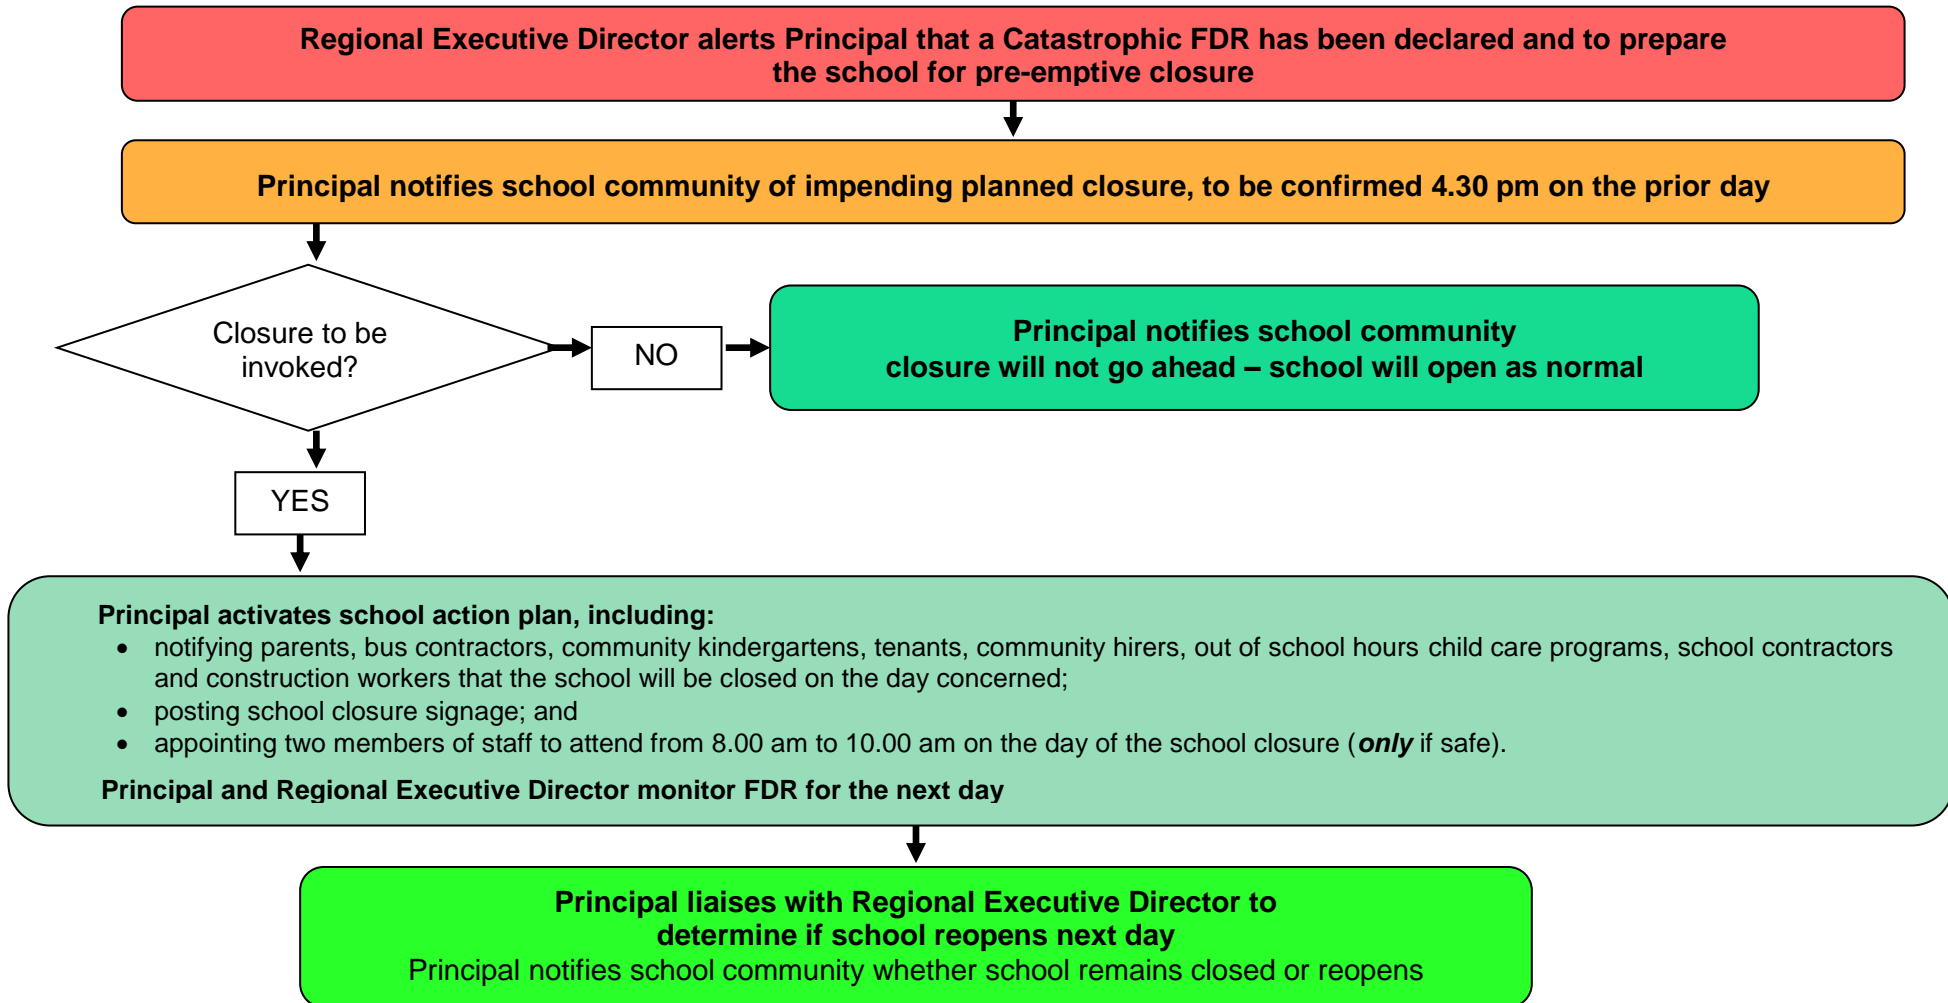 Regional Executive Director alerts Principal that a Catastrophic FDR has been declared and to prepare
the school for pre-emptive closure
Principal notifies school community of impending planned closure, to be confirmed 4.30 pm on the prior day
Closure to be
invoked?
NO
Principal notifies school community
closure will not go ahead – school will open as normal
YES
Principal activates school action plan, including:
• notifying parents, bus contractors, community kindergartens, tenants, community hirers, out of school hours child care programs, school contractors
and construction workers that the school will be closed on the day concerned;
• posting school closure signage; and
• appointing two members of staff to attend from 8.00 am to 10.00 am on the day of the school closure (only if safe).
Principal and Regional Executive Director monitor FDR for the next day
Principal liaises with Regional Executive Director to
determine if school reopens next day
Principal notifies school community whether school remains closed or reopens